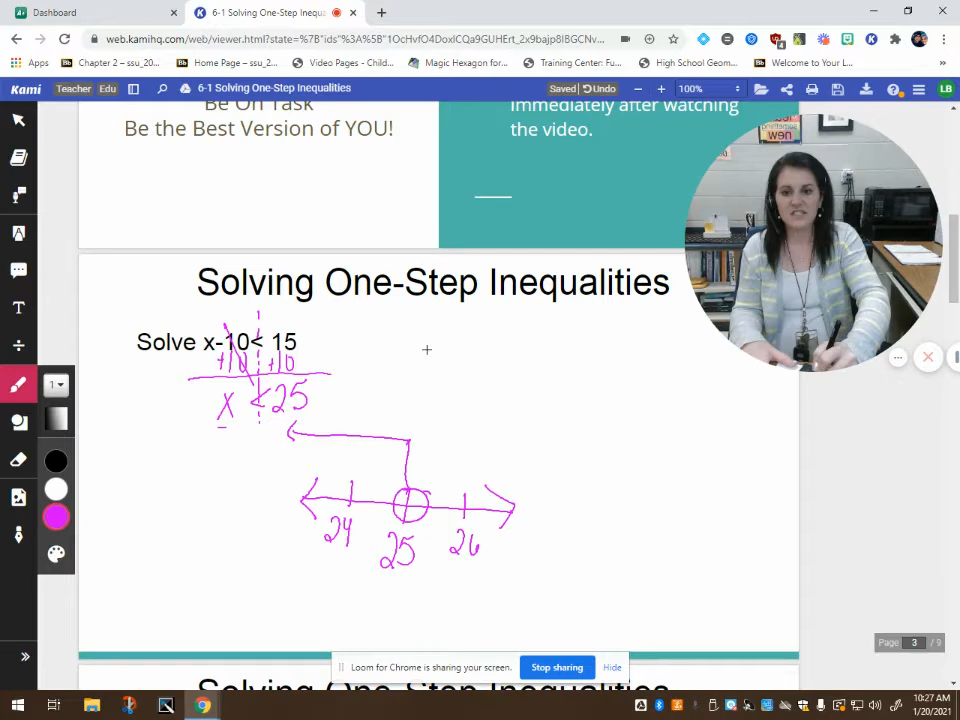 Dashboard
6-1 Solving One-Step Inequa
web.kamihq.com/web/viewer.html?state=%7B"ids"%3A%5B"1OcHvfO4DoxlCQa9GUHErt_2x9bajp8lBGCNv...
Apps
Chapter 2 – ssu_20...
Home Page – ssu_2...
Video Pages - Child...
Magic Hexagon for...
Training Center: Fu...
High School Geom...
Welcome to Your L...
Kami Teacher Edu 6-1 Solving One-Step Inequalities Saved Undo 100% LB
Be On Task
Be the Best Version of YOU!
immediately after watching
the video.
Solving One-Step Inequalities
Solve x-10< 15
+10 +10
x < 25
24 25 26
1
Page 3 / 9
Loom for Chrome is sharing your screen. Stop sharing Hide
Solving One-Step Inequalities
10:27 AM
1/20/2021